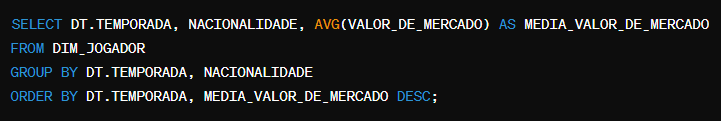 SELECT DT.TEMPORADA, NACIONALIDADE, AVG(VALOR_DE_MERCADO) AS MEDIA_VALOR_DE_MERCADO
FROM DIM_JOGADOR
GROUP BY DT.TEMPORADA, NACIONALIDADE
ORDER BY DT.TEMPORADA, MEDIA_VALOR_DE_MERCADO DESC;